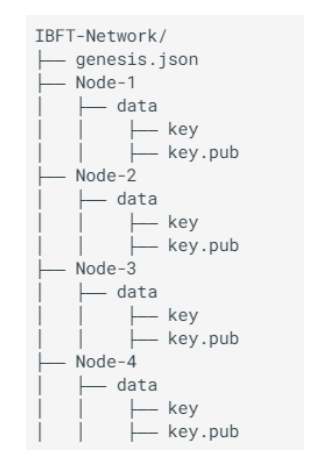 IBFT-Network/
├── genesis.json
├── Node-1
│   ├── data
│   │   ├── key
│   │   ├── key.pub
├── Node-2
│   ├── data
│   │   ├── key
│   │   ├── key.pub
├── Node-3
│   ├── data
│   │   ├── key
│   │   ├── key.pub
├── Node-4
│   ├── data
│   │   ├── key
│   │   ├── key.pub